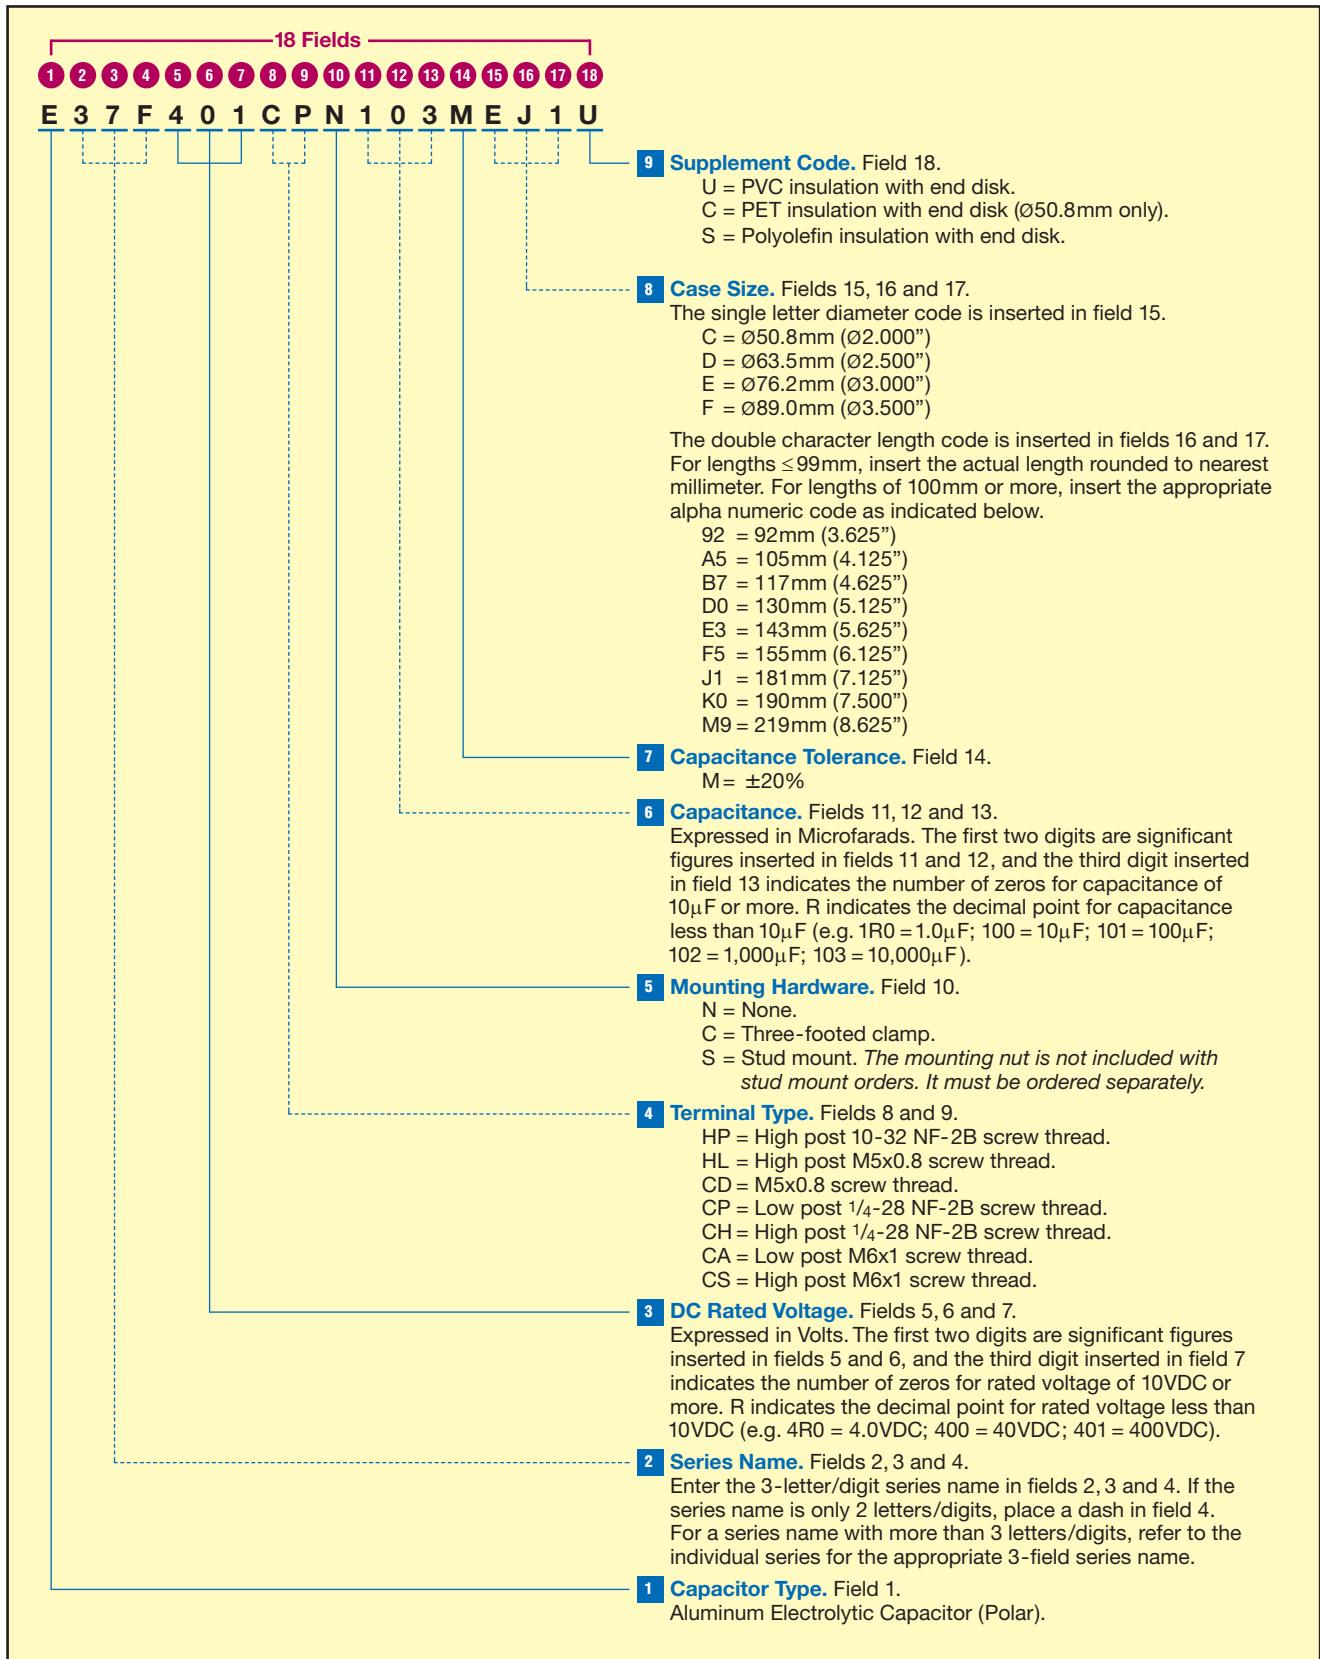 18 Fields
1 2 3 4 5 6 7 8 9 10 11 12 13 14 15 16 17 18
E 3 7 F 4 0 1 C P N 1 0 3 M E J 1 U
9 Supplement Code. Field 18.
U = PVC insulation with end disk.
C = PET insulation with end disk (Ø50.8mm only).
S = Polyolefin insulation with end disk.
8 Case Size. Fields 15, 16 and 17.
The single letter diameter code is inserted in field 15.
C = Ø50.8mm (Ø2.000”)
D = Ø63.5mm (Ø2.500”)
E = Ø76.2mm (Ø3.000”)
F = Ø89.0mm (Ø3.500”)
The double character length code is inserted in fields 16 and 17.
For lengths ≤99mm, insert the actual length rounded to nearest
millimeter. For lengths of 100mm or more, insert the appropriate
alpha numeric code as indicated below.
92 = 92mm (3.625”)
A5 = 105mm (4.125”)
B7 = 117mm (4.625”)
D0 = 130mm (5.125”)
E3 = 143mm (5.625”)
F5 = 155mm (6.125”)
J1 = 181mm (7.125”)
K0 = 190mm (7.500”)
M9 = 219mm (8.625”)
7 Capacitance Tolerance. Field 14.
M = ±20%
6 Capacitance. Fields 11, 12 and 13.
Expressed in Microfarads. The first two digits are significant
figures inserted in fields 11 and 12, and the third digit inserted
in field 13 indicates the number of zeros for capacitance of
10µF or more. R indicates the decimal point for capacitance
less than 10µF (e.g. 1R0 = 1.0µF; 100 = 10µF; 101 = 100µF;
102 = 1,000µF; 103 = 10,000µF).
5 Mounting Hardware. Field 10.
N = None.
C = Three-footed clamp.
S = Stud mount. The mounting nut is not included with
stud mount orders. It must be ordered separately.
4 Terminal Type. Fields 8 and 9.
HP = High post 10-32 NF-2B screw thread.
HL = High post M5x0.8 screw thread.
CD = M5x0.8 screw thread.
CP = Low post 1/4-28 NF-2B screw thread.
CH = High post 1/4-28 NF-2B screw thread.
CA = Low post M6x1 screw thread.
CS = High post M6x1 screw thread.
3 DC Rated Voltage. Fields 5, 6 and 7.
Expressed in Volts. The first two digits are significant figures
inserted in fields 5 and 6, and the third digit inserted in field 7
indicates the number of zeros for rated voltage of 10VDC or
more. R indicates the decimal point for rated voltage less than
10VDC (e.g. 4R0 = 4.0VDC; 400 = 40VDC; 401 = 400VDC).
2 Series Name. Fields 2, 3 and 4.
Enter the 3-letter/digit series name in fields 2, 3 and 4. If the
series name is only 2 letters/digits, place a dash in field 4.
For a series name with more than 3 letters/digits, refer to the
individual series for the appropriate 3-field series name.
1 Capacitor Type. Field 1.
Aluminum Electrolytic Capacitor (Polar).